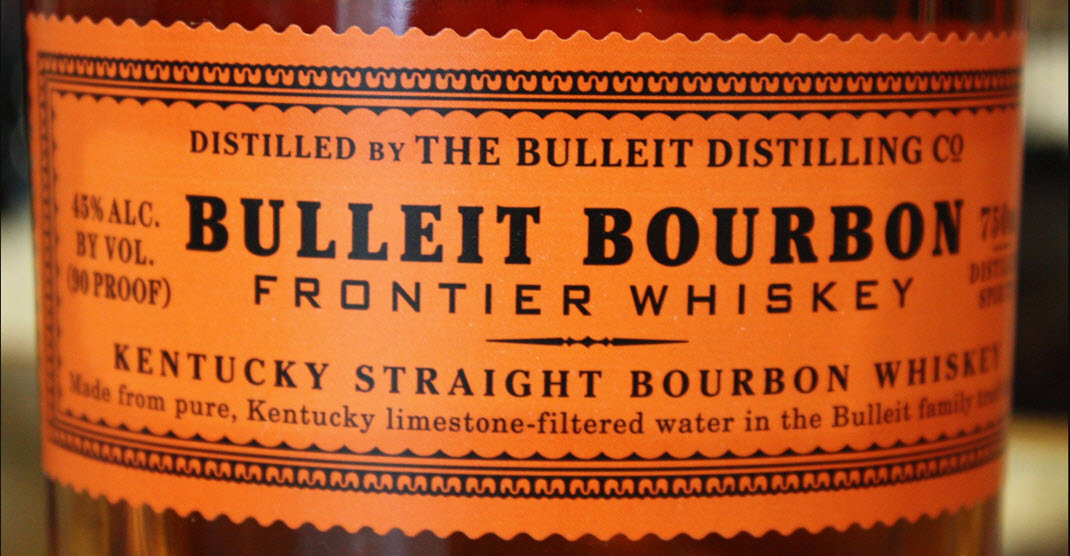 DISTILLED BY THE BULLEIT DISTILLING CO
45% ALC.
BY VOL.
(90 PROOF)
BULLEIT BOURBON
FRONTIER WHISKEY
750
KENTUCKY STRAIGHT BOURBON WHISKEY
Made from pure, Kentucky limestone-filtered water in the Bulleit family